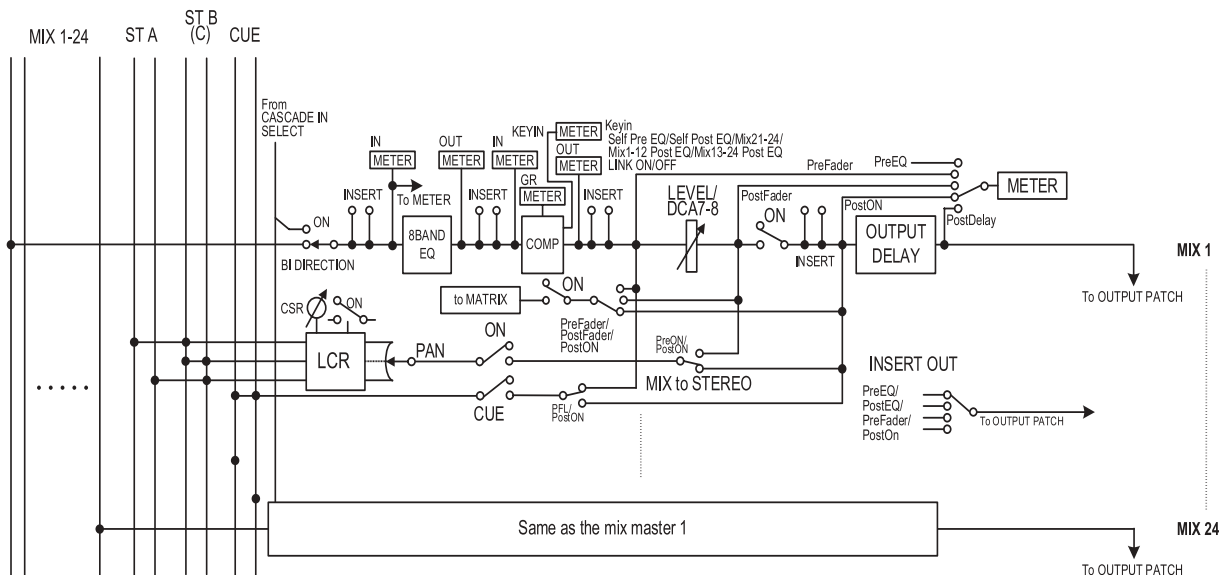 MIX 1-24
ST A
ST B
(C)
CUE
From
CASCADE IN
SELECT
ON
BI DIRECTION
INSERT
IN
METER
To METER
8BAND
EQ
OUT
METER
INSERT
IN
METER
KEYIN
METER
Keyin
Self Pre EQ/Self Post EQ/Mix21-24/
Mix1-12 Post EQ/Mix13-24 Post EQ
LINK ON/OFF
OUT
METER
GR
METER
COMP
INSERT
LEVEL/
DCA7-8
PreFader
PreEQ
PostFader
ON
INSERT
PostON
PostDelay
METER
OUTPUT
DELAY
MIX 1
To OUTPUT PATCH
to MATRIX
ON
PreFader/
PostFader/
PostON
CSR
ON
LCR
PAN
ON
PreON/
PostON
MIX to STEREO
CUE
PFL/
PostON
INSERT OUT
PreEQ/
PostEQ/
PreFader/
PostOn
To OUTPUT PATCH
Same as the mix master 1
MIX 24
To OUTPUT PATCH